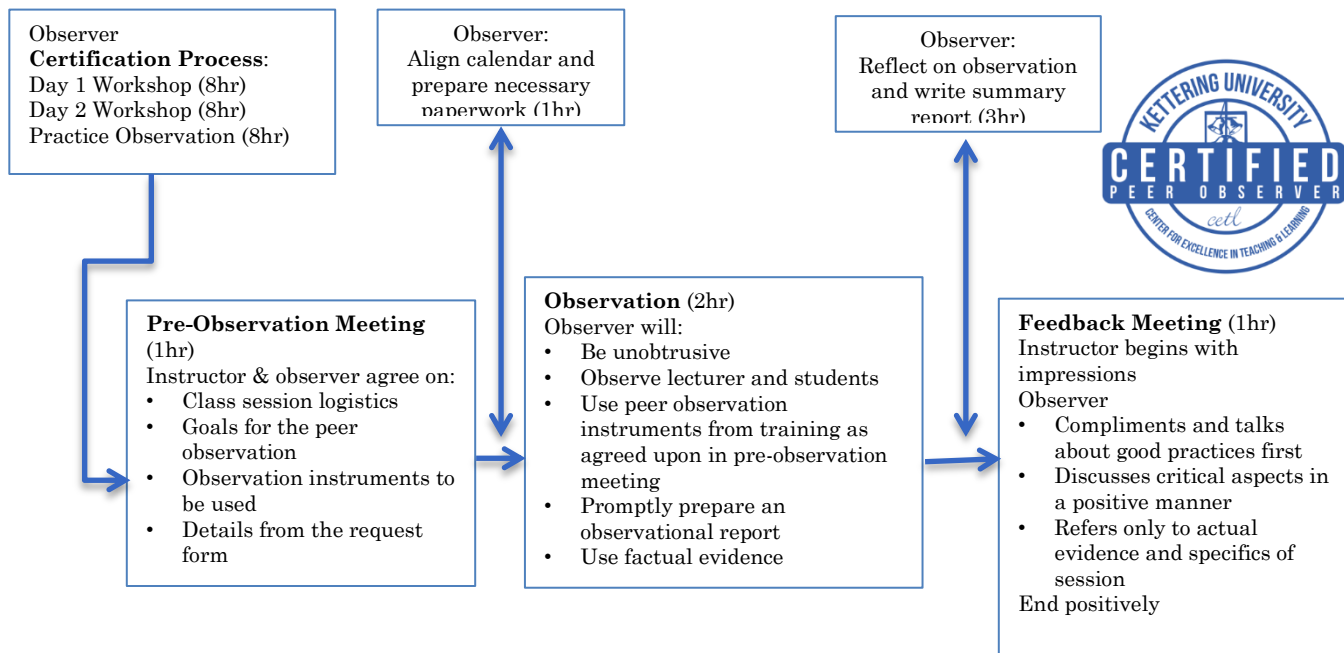 Observer
Certification Process:
Day 1 Workshop (8hr)
Day 2 Workshop (8hr)
Practice Observation (8hr)
Observer:
Align calendar and
prepare necessary
paperwork (1hr)
Observer:
Reflect on observation
and write summary
report (3hr)
KETTERING UNIVERSITY
CERTIFIED
PEER OBSERVER
cetl
CENTER FOR EXCELLENCE IN TEACHING & LEARNING
Pre-Observation Meeting
(1hr)
Instructor & observer agree on:
• Class session logistics
• Goals for the peer
observation
• Observation instruments to
be used
• Details from the request
form
Observation (2hr)
Observer will:
• Be unobtrusive
• Observe lecturer and students
• Use peer observation
instruments from training as
agreed upon in pre-observation
meeting
• Promptly prepare an
observational report
• Use factual evidence
Feedback Meeting (1hr)
Instructor begins with
impressions
Observer
• Compliments and talks
about good practices first
• Discusses critical aspects in
a positive manner
• Refers only to actual
evidence and specifics of
session
End positively